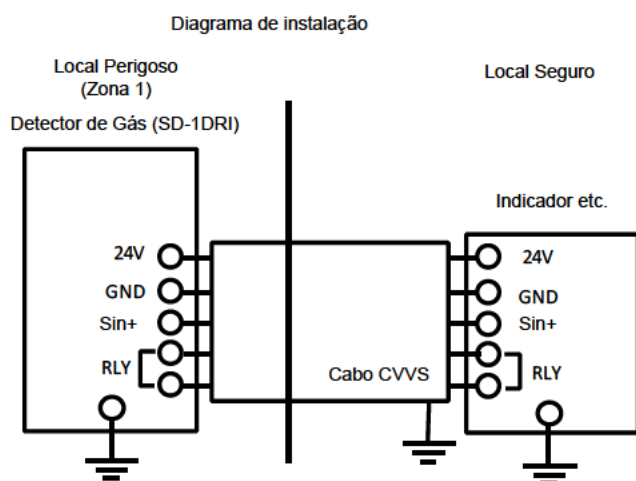 Diagrama de instalação
Local Perigoso
(Zona 1)
Detector de Gás (SD-1DRI)
24V
GND
Sin+
RLY
Cabo CVVS
Local Seguro
Indicador etc.
24V
GND
Sin+
RLY